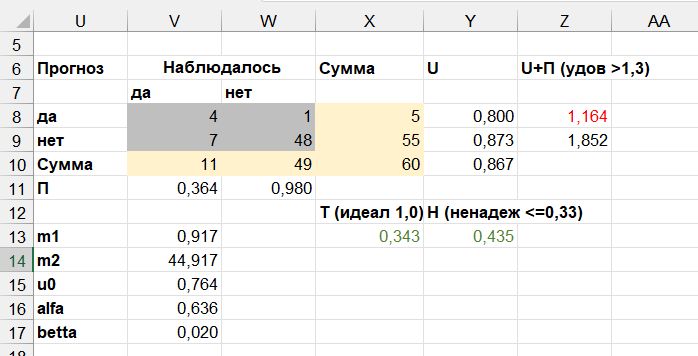 U V W X Y Z AA
5
6 Прогноз Наблюдалось Сумма U U+П (удов >1,3)
7 да нет
8 да 4 1 5 0,800 1,164
9 нет 7 48 55 0,873 1,852
10 Сумма 11 49 60 0,867
11 П 0,364 0,980
12 T (идеал 1,0) H (ненадеж <=0,33)
13 m1 0,917 0,343 0,435
14 m2 44,917
15 u0 0,764
16 alfa 0,636
17 betta 0,020